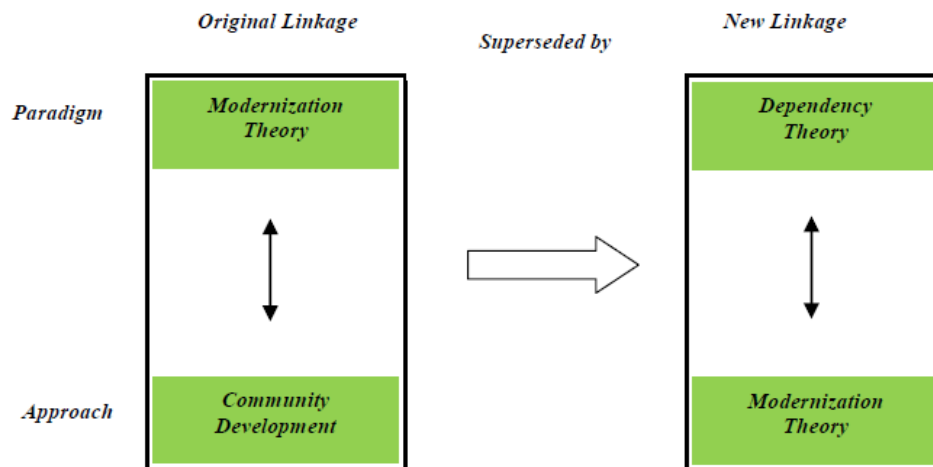 Original Linkage
Superseded by
New Linkage
Paradigm
Modernization
Theory
Dependency
Theory
Approach
Community
Development
Modernization
Theory